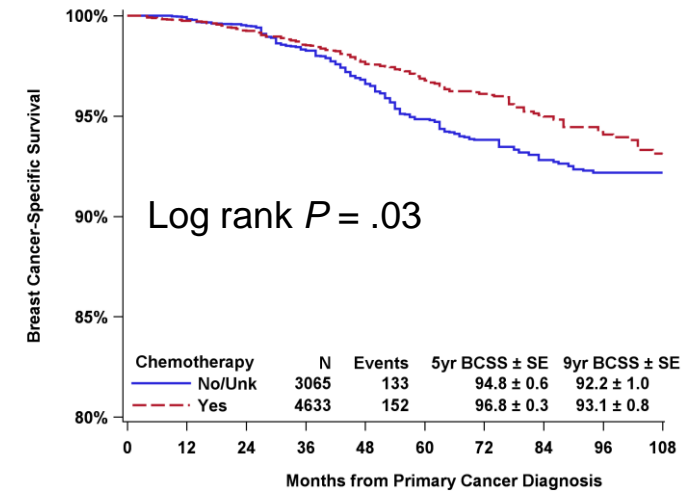 100%
95%
90%
85%
80%
Breast Cancer-Specific Survival
Log rank P = .03
Chemotherapy N Events 5yr BCSS ± SE 9yr BCSS ± SE
No/Unk 3065 133 94.8 ± 0.6 92.2 ± 1.0
Yes 4633 152 96.8 ± 0.3 93.1 ± 0.8
0 12 24 36 48 60 72 84 96 108
Months from Primary Cancer Diagnosis